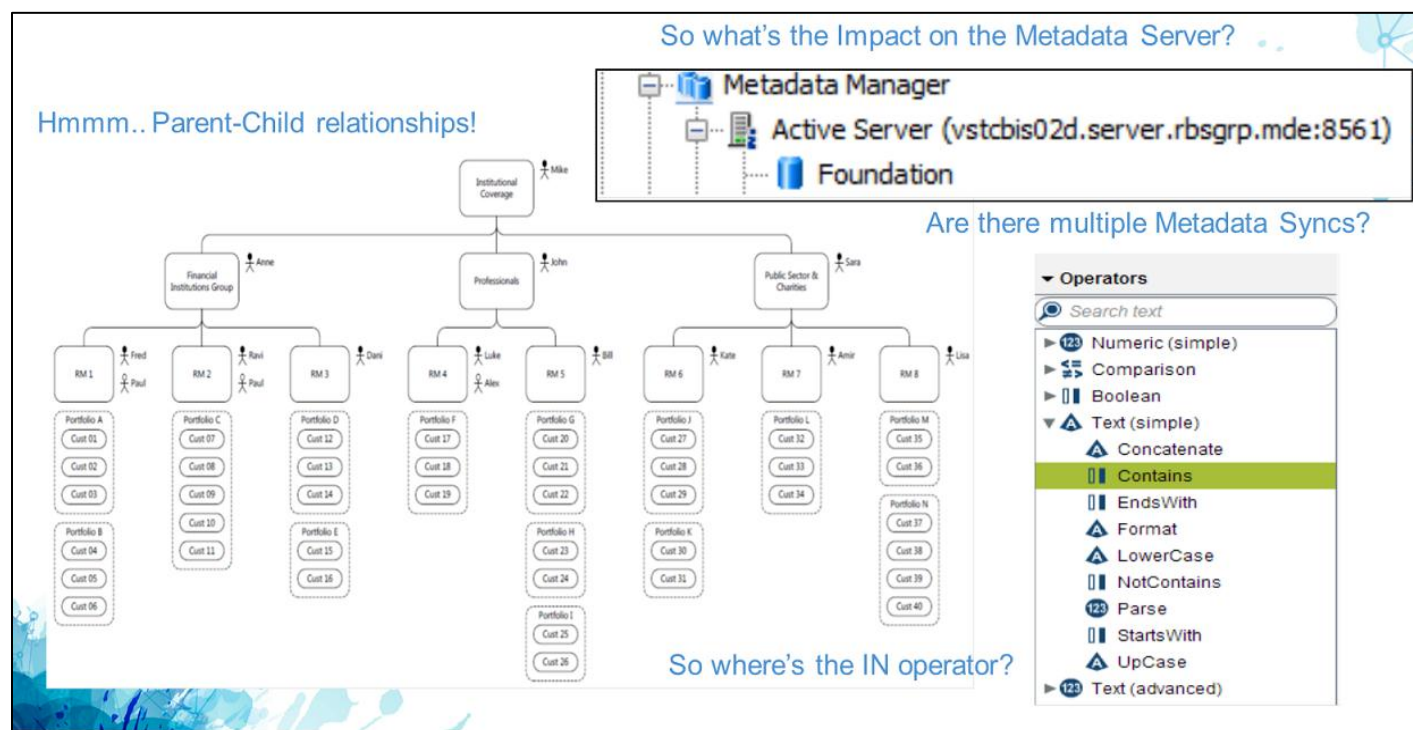 So what's the Impact on the Metadata Server?
Metadata Manager
Active Server (vstcbis02d.server.rbsgrp.mde:8561)
Foundation
Hmmm.. Parent-Child relationships!
Are there multiple Metadata Syncs?
Institutional
Coverage
Mike
Financial
Institutions Group
Anne
Professionals
John
Public Sector &
Charities
Sara
RM 1
Fred
Paul
RM 2
Ravi
Paul
RM 3
Dani
RM 4
Luke
Alex
RM 5
Bill
RM 6
Kate
RM 7
Amir
RM 8
Lisa
Portfolio A
Cust 01
Cust 02
Cust 03
Portfolio B
Cust 04
Cust 05
Cust 06
Portfolio C
Cust 07
Cust 08
Cust 09
Cust 10
Cust 11
Portfolio D
Cust 12
Cust 13
Cust 14
Portfolio E
Cust 15
Cust 16
Portfolio F
Cust 17
Cust 18
Cust 19
Portfolio G
Cust 20
Cust 21
Cust 22
Portfolio H
Cust 23
Cust 24
Portfolio I
Cust 25
Cust 26
Portfolio J
Cust 27
Cust 28
Cust 29
Portfolio K
Cust 30
Cust 31
Portfolio L
Cust 32
Cust 33
Cust 34
Portfolio M
Cust 35
Cust 36
Portfolio N
Cust 37
Cust 38
Cust 39
Cust 40
So where's the IN operator?
Operators
Search text
123 Numeric (simple)
Comparison
Boolean
A Text (simple)
A Concatenate
Contains
EndsWith
A Format
A LowerCase
NotContains
123 Parse
StartsWith
A UpCase
123 Text (advanced)